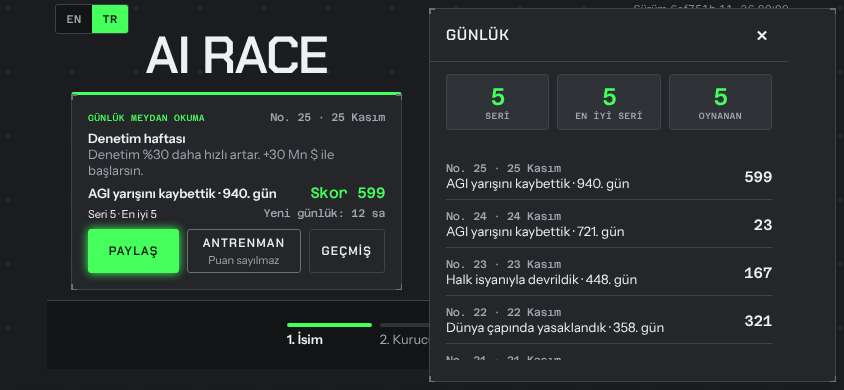 EN TR
AI RACE
GÜNLÜK MEYDAN OKUMA No. 25 · 25 Kasım
Denetim haftası
Denetim %30 daha hızlı artar. +30 Mn $ ile
başlarsın.
AGI yarışını kaybettik · 940. gün Skor 599
Seri 5 · En iyi 5 Yeni günlük: 12 sa
PAYLAŞ
ANTRENMAN
Puan sayılmaz
GEÇMİŞ
1. İsim
2. Kuruc
GÜNLÜK ×
5 5 5
SERİ EN İYİ SERİ OYNANAN
No. 25 · 25 Kasım
AGI yarışını kaybettik · 940. gün 599
No. 24 · 24 Kasım
AGI yarışını kaybettik · 721. gün 23
No. 23 · 23 Kasım
Halk isyanıyla devrildik · 448. gün 167
No. 22 · 22 Kasım
Dünya çapında yasaklandık · 358. gün 321
No. 21 · 21 Kasım